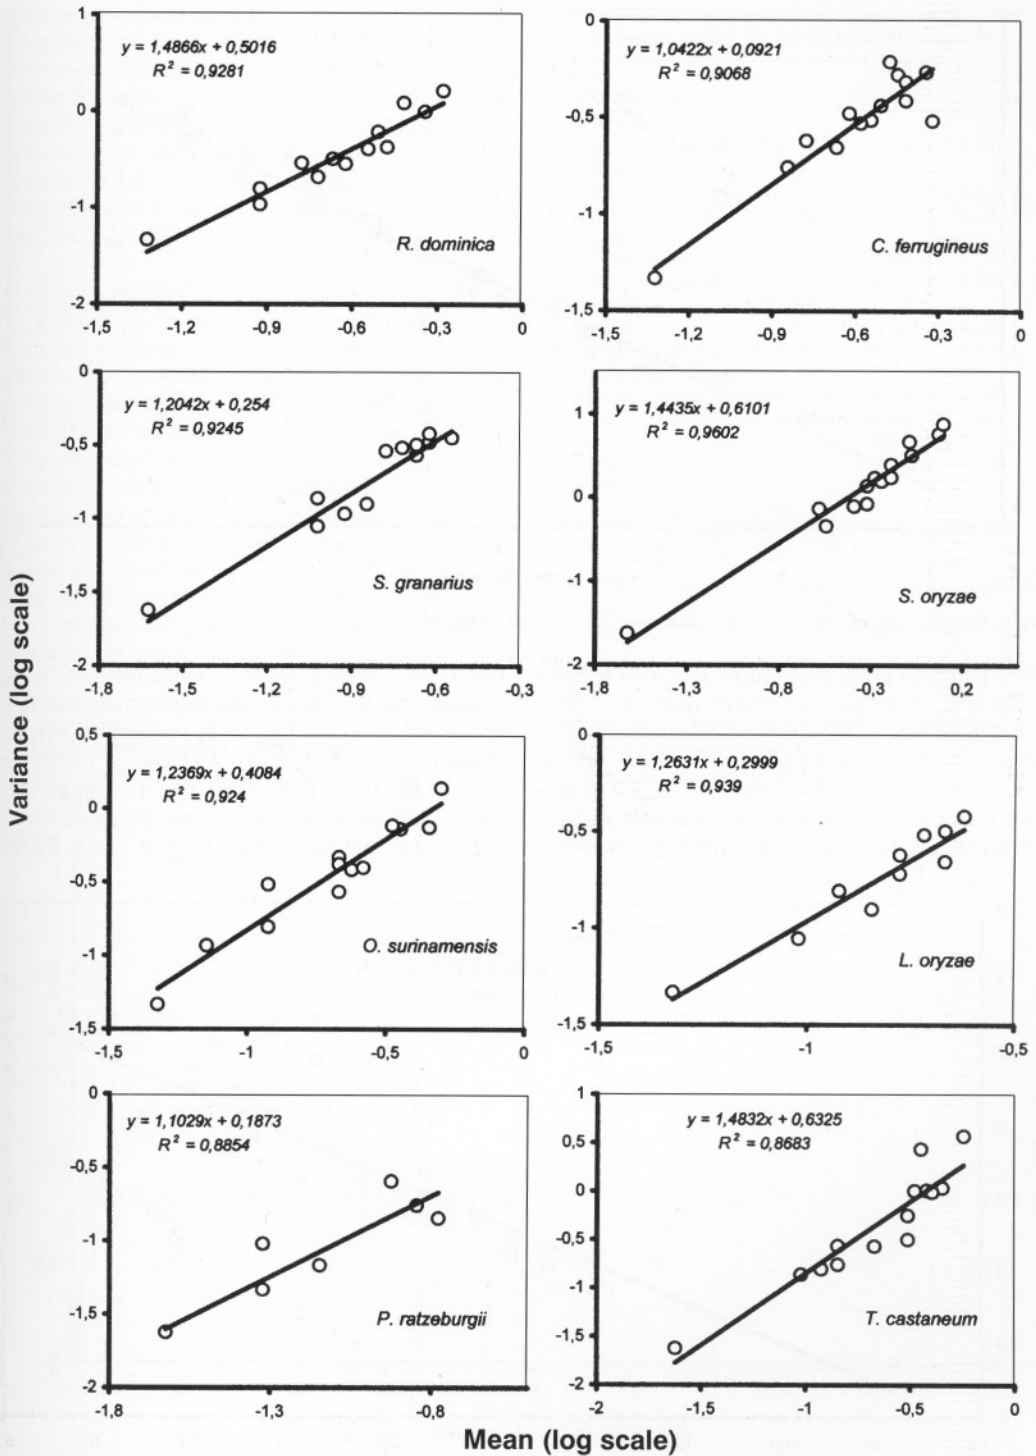 Variance (log scale)
1
0
-1
-2
y = 1,4866x + 0,5016
R² = 0,9281
R. dominica
-1,5 -1,2 -0,9 -0,6 -0,3 0
0
-0,5
-1
-1,5
y = 1,0422x + 0,0921
R² = 0,9068
C. ferrugineus
-1,5 -1,2 -0,9 -0,6 -0,3 0
0
-0,5
-1
-1,5
-2
y = 1,2042x + 0,254
R² = 0,9245
S. granarius
-1,8 -1,5 -1,2 -0,9 -0,6 -0,3
1
0
-1
-2
y = 1,4435x + 0,6101
R² = 0,9602
S. oryzae
-1,8 -1,3 -0,8 -0,3 0,2
0,5
0
-0,5
-1
-1,5
y = 1,2369x + 0,4084
R² = 0,924
O. surinamensis
-1,5 -1 -0,5 0
0
-0,5
-1
-1,5
y = 1,2631x + 0,2999
R² = 0,939
L. oryzae
-1,5 -1 -0,5
0
-0,5
-1
-1,5
-2
y = 1,1029x + 0,1873
R² = 0,8854
P. ratzeburgii
-1,8 -1,3 -0,8
1
0,5
0
-0,5
-1
-1,5
-2
y = 1,4832x + 0,6325
R² = 0,8683
T. castaneum
-2 -1,5 -1 -0,5 0
Mean (log scale)